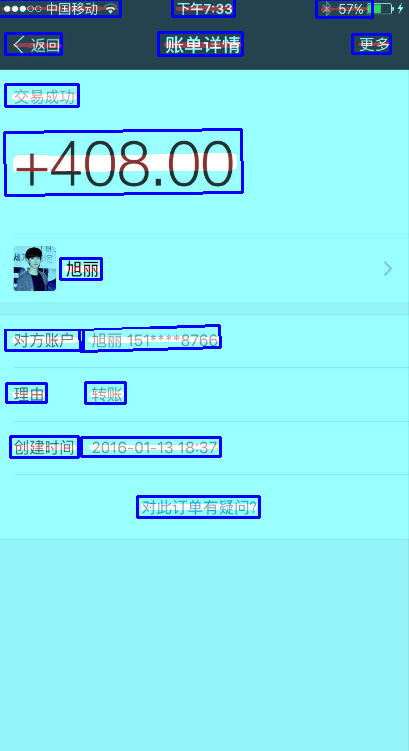 中国移动 下午7:33 57%
返回 账单详情 更多
交易成功
+408.00
旭丽
对方账户 旭丽 151****8766
理由 转账
创建时间 2016-01-13 18:37
对此订单有疑问?